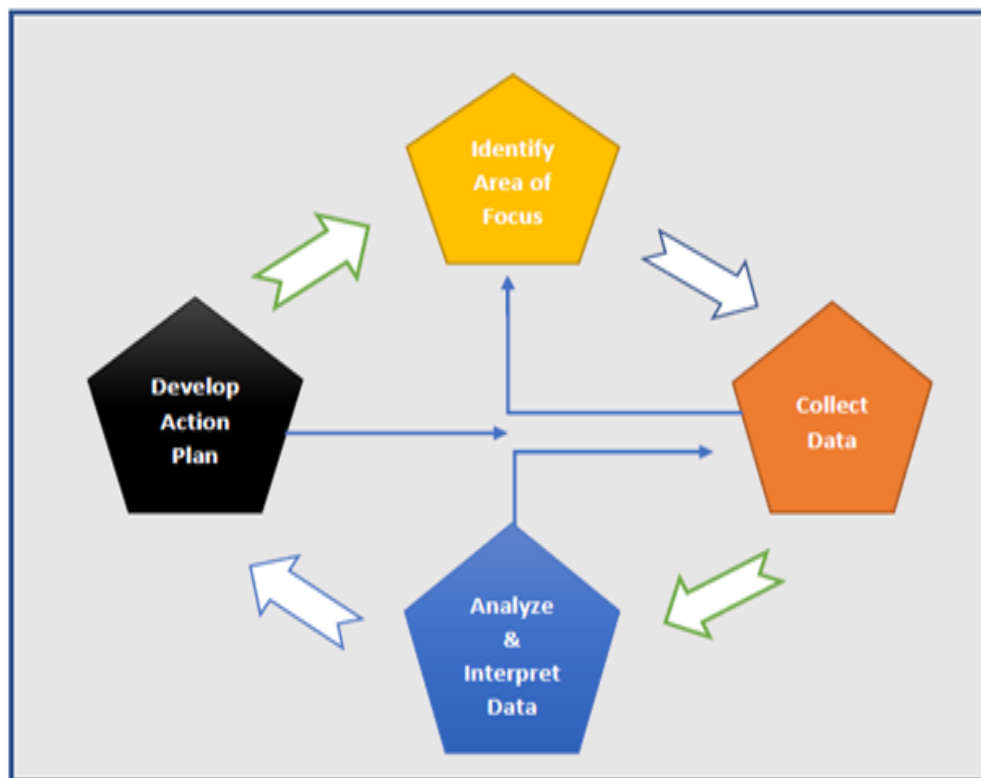 Identify
Area of
Focus
Develop
Action
Plan
Collect
Data
Analyze
&
Interpret
Data